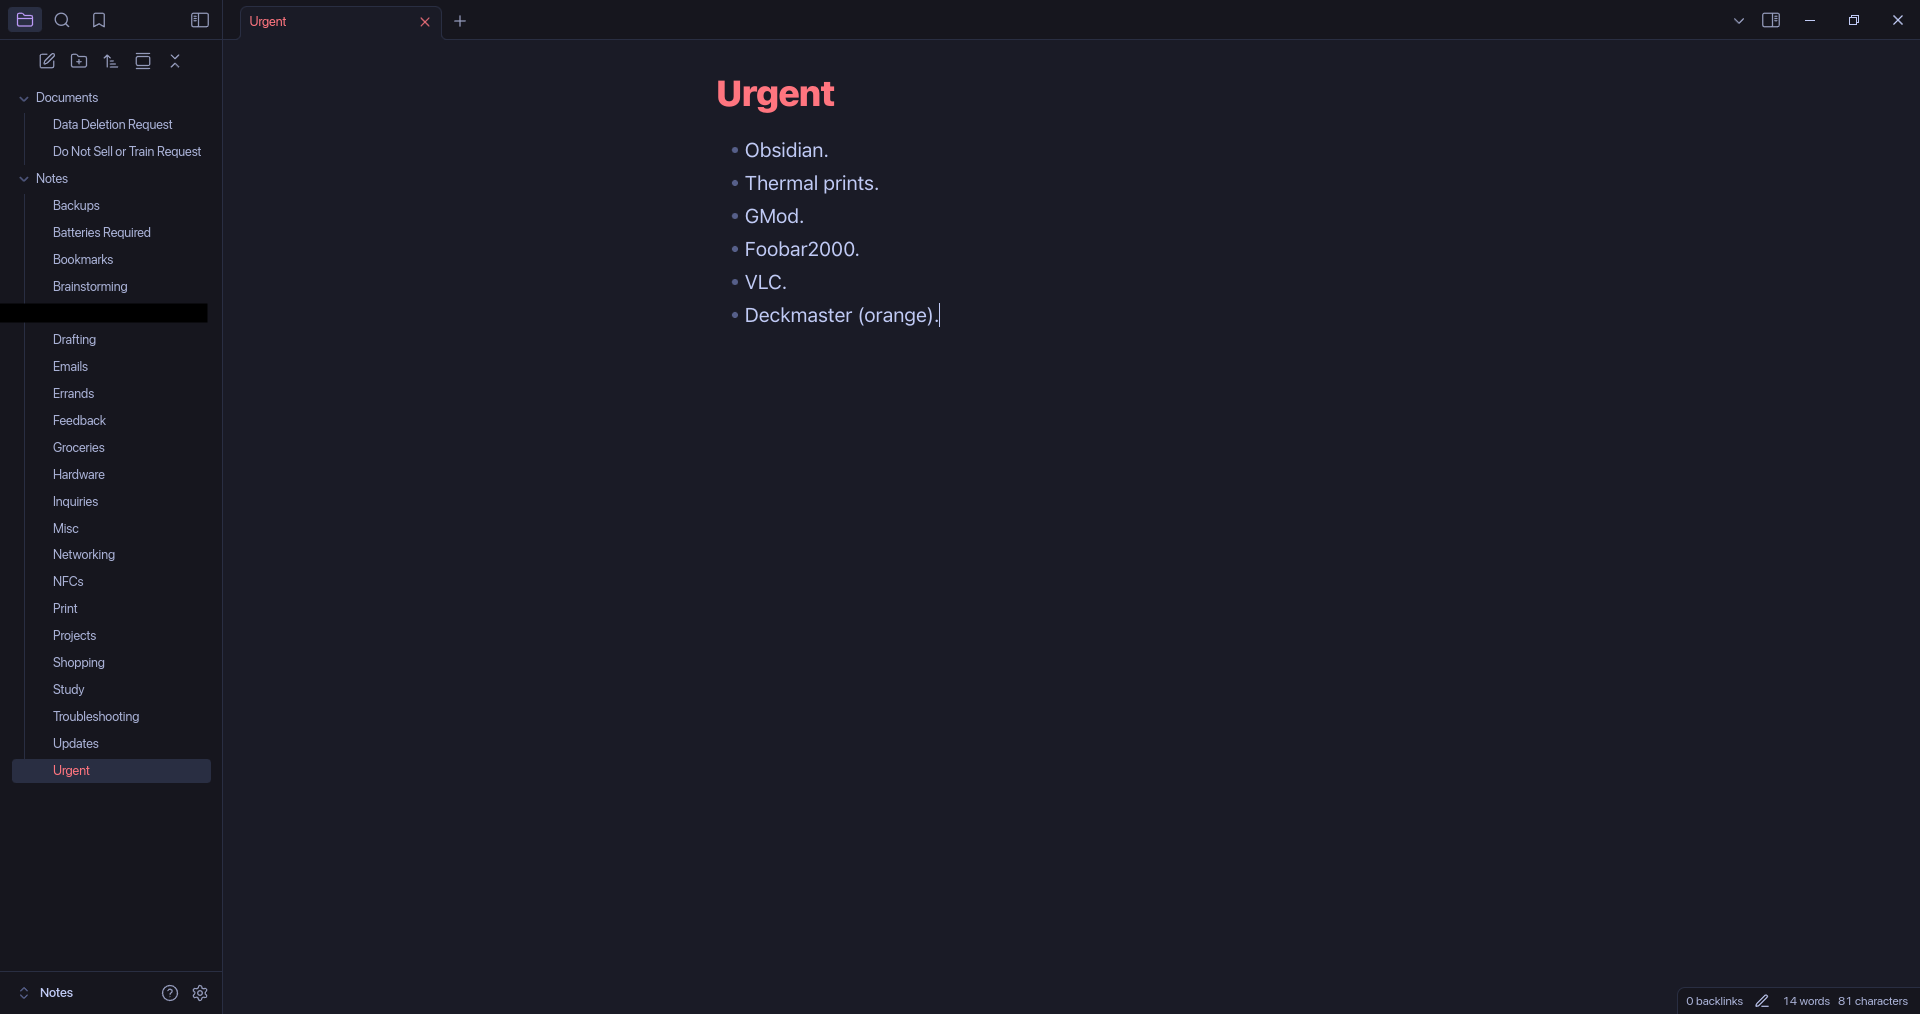 Urgent
Documents
Data Deletion Request
Do Not Sell or Train Request
Notes
Backups
Batteries Required
Bookmarks
Brainstorming
Drafting
Emails
Errands
Feedback
Groceries
Hardware
Inquiries
Misc
Networking
NFCs
Print
Projects
Shopping
Study
Troubleshooting
Updates
Urgent
Notes
Urgent
Obsidian.
Thermal prints.
GMod.
Foobar2000.
VLC.
Deckmaster (orange).
0 backlinks 14 words 81 characters